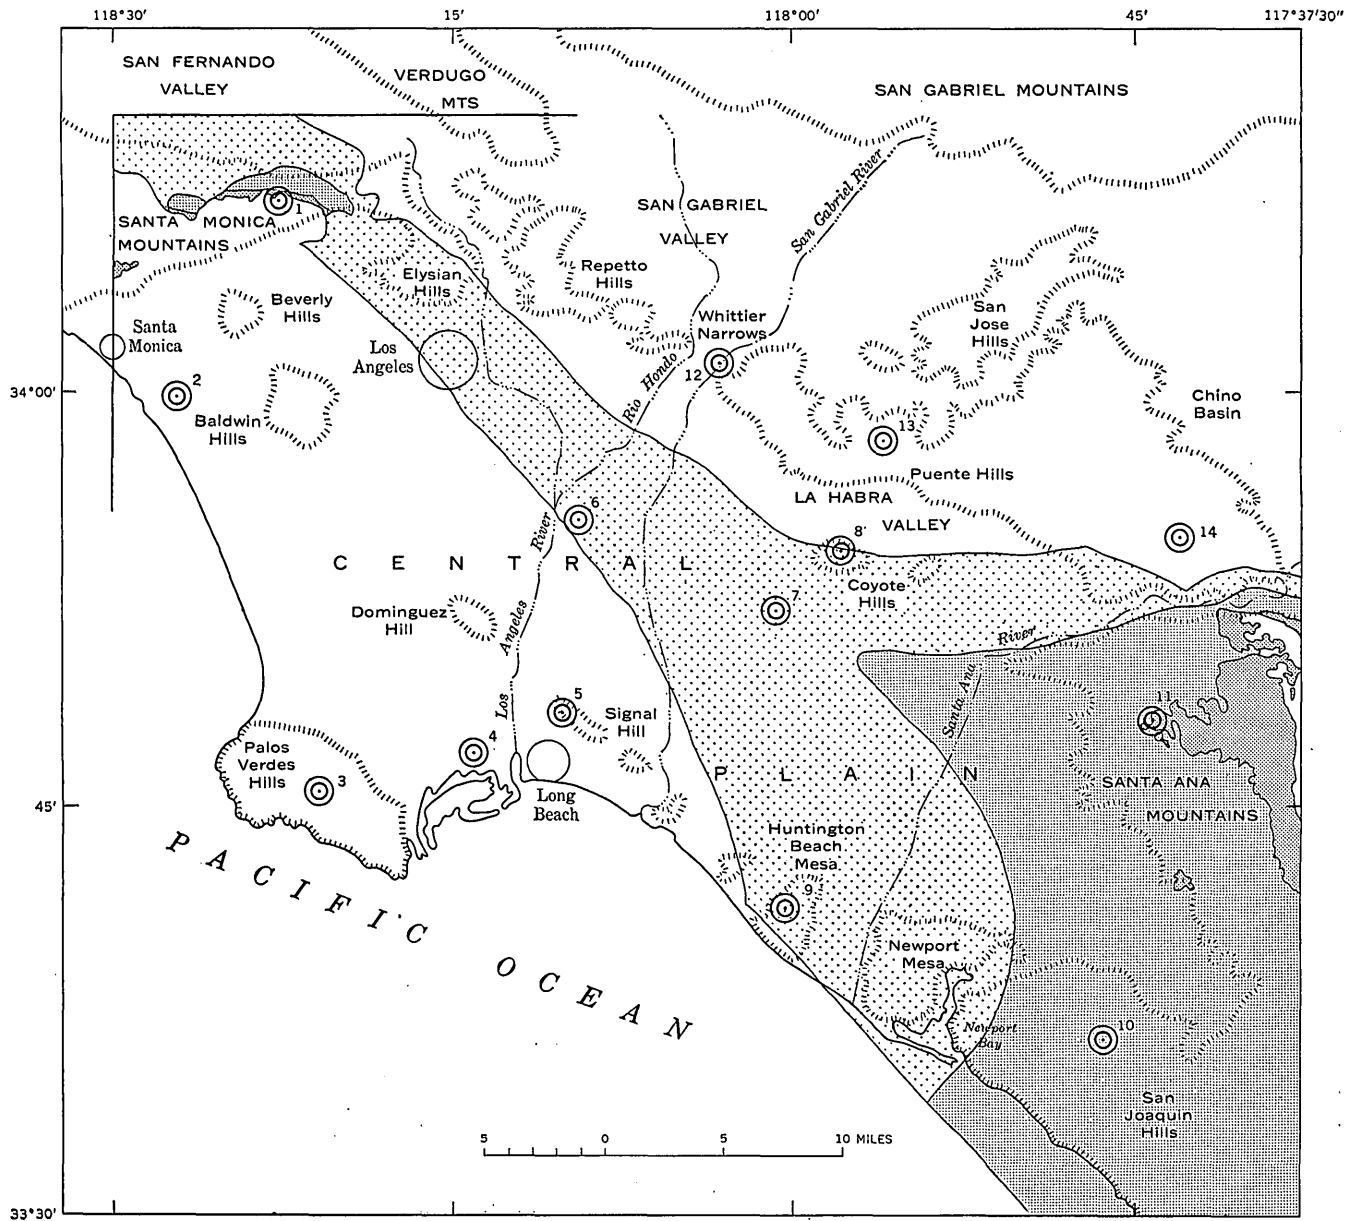 118°30'
15'
118°00'
45'
117°37'30"
SAN FERNANDO
VALLEY
VERDUGO
MTS
SAN GABRIEL MOUNTAINS
San Gabriel River
SAN GABRIEL
VALLEY
1
SANTA MONICA
MOUNTAINS
Elysian
Hills
Repetto
Hills
Beverly
Hills
San
Jose
Hills
Whittier
Narrows
Santa
Monica
Los
Angeles
Rio Hondo
12
34°00'
2
Baldwin
Hills
Chino
Basin
13
Puente Hills
LA HABRA
VALLEY
6
8
14
River
CENTRAL
Coyote
Hills
7
Dominguez
Hill
Angeles
River
Santa Ana
Los
5
Signal
Hill
11
4
Palos
Verdes
Hills
3
PLAIN
SANTA ANA
MOUNTAINS
45'
Long
Beach
Huntington
Beach
Mesa
9
PACIFIC OCEAN
Newport
Mesa
Newport
Bay
10
San
Joaquin
Hills
5 0 5 10 MILES
33°30'